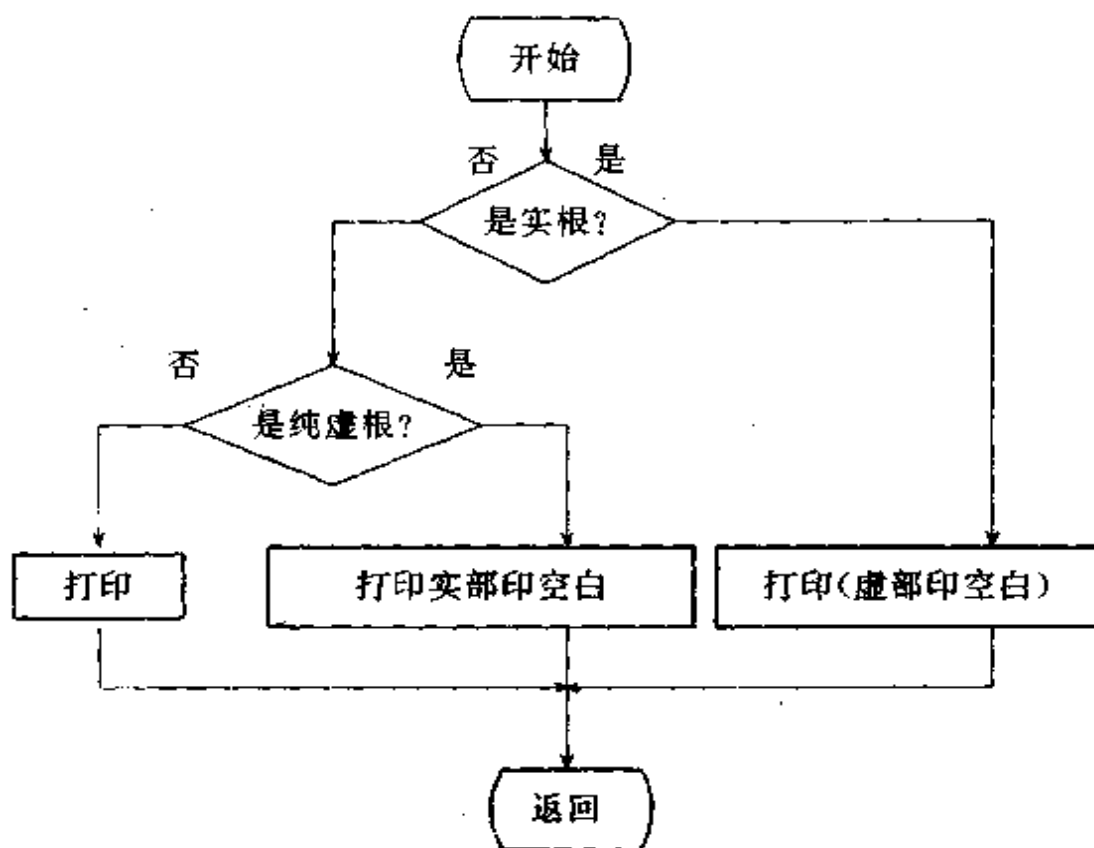 开始
否 是
是实根?
否 是
是纯虚根?
打印
打印实部印空白
打印(虚部印空白)
返回